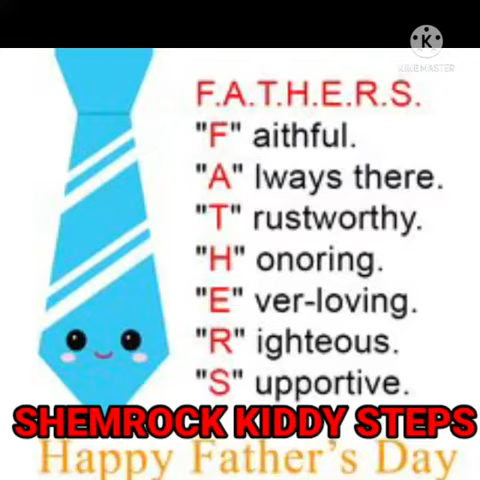 K
KINEMASTER
F.A.T.H.E.R.S.
"F" aithful.
"A" lways there.
"T" rustworthy.
"H" onoring.
"E" ver-loving.
"R" ighteous.
"S" upportive.
SHEMROCK KIDDY STEPS
Happy Father's Day